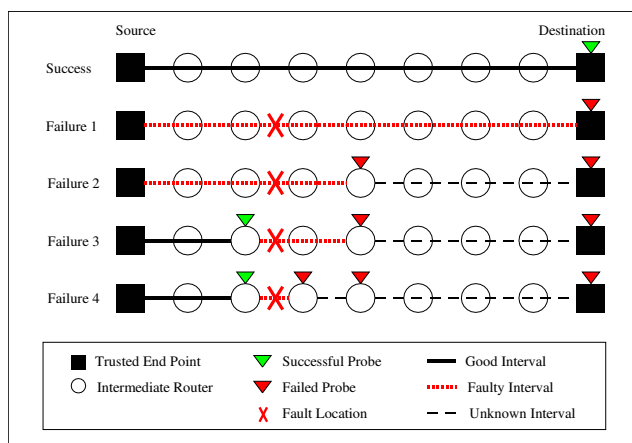 Source Destination
Success
Failure 1
Failure 2
Failure 3
Failure 4
Trusted End Point Successful Probe Good Interval
Intermediate Router Failed Probe Faulty Interval
Fault Location Unknown Interval